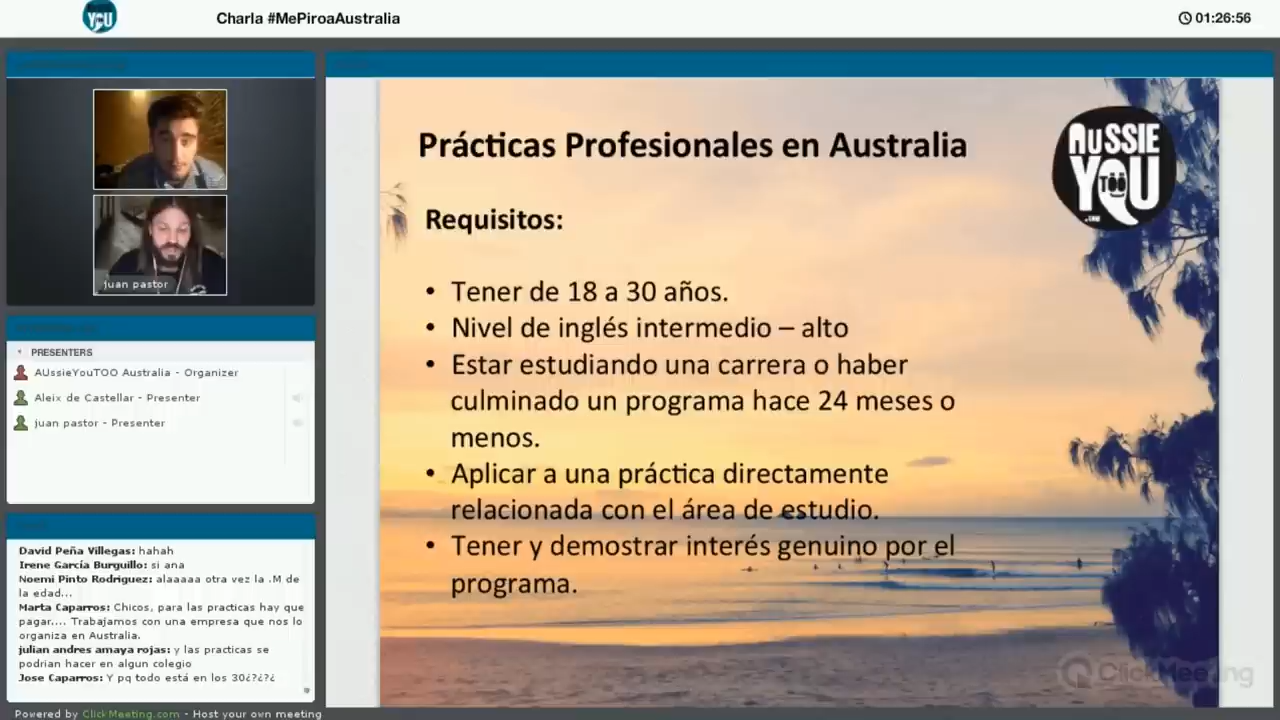 YOU
Charla #MePiroaAustralia
01:26:56
juan pastor
PRESENTERS
AUssieYouTOO Australia - Organizer
Aleix de Castellar - Presenter
juan pastor - Presenter
David Peña Villegas: hahah
Irene García Burguillo: si ana
Noemi Pinto Rodriguez: alaaaaa otra vez la .M de
la edad...
Marta Caparros: Chicos, para las practicas hay que
pagar.... Trabajamos con una empresa que nos lo
organiza en Australia.
julian andres amaya rojas: y las practicas se
podrian hacer en algun colegio
Jose Caparros: Y pq todo está en los 30¿?¿?¿
Powered by ClickMeeting.com - Host your own meeting
Prácticas Profesionales en Australia
AUSSIE
YOU
TOO
.COM
Requisitos:
• Tener de 18 a 30 años.
• Nivel de inglés intermedio – alto
• Estar estudiando una carrera o haber
culminado un programa hace 24 meses o
menos.
• Aplicar a una práctica directamente
relacionada con el área de estudio.
• Tener y demostrar interés genuino por el
programa.
ClickMeeting